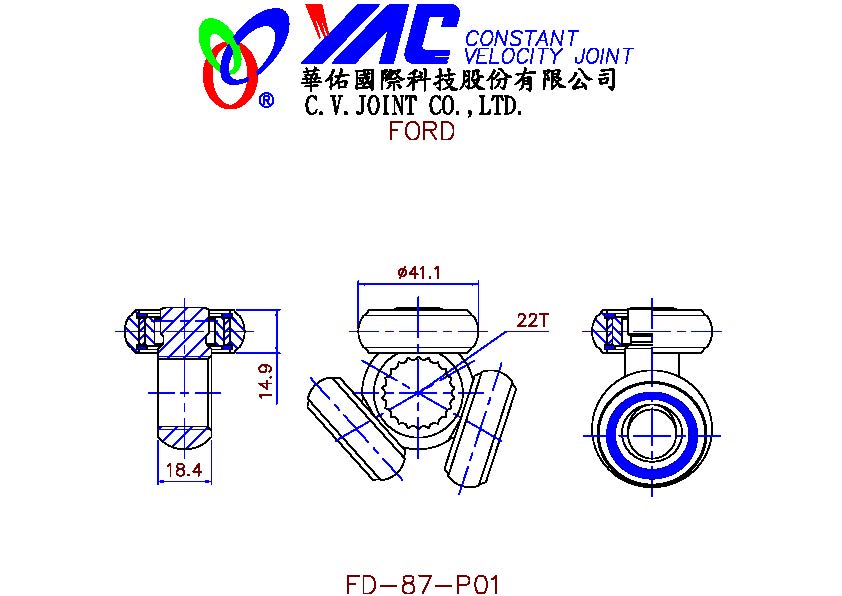 YAC CONSTANT
VELOCITY JOINT
®
華佑國際科技股份有限公司
C.V.JOINT CO.,LTD.
FORD
ø41.1
22T
14.9
18.4
FD-87-P01